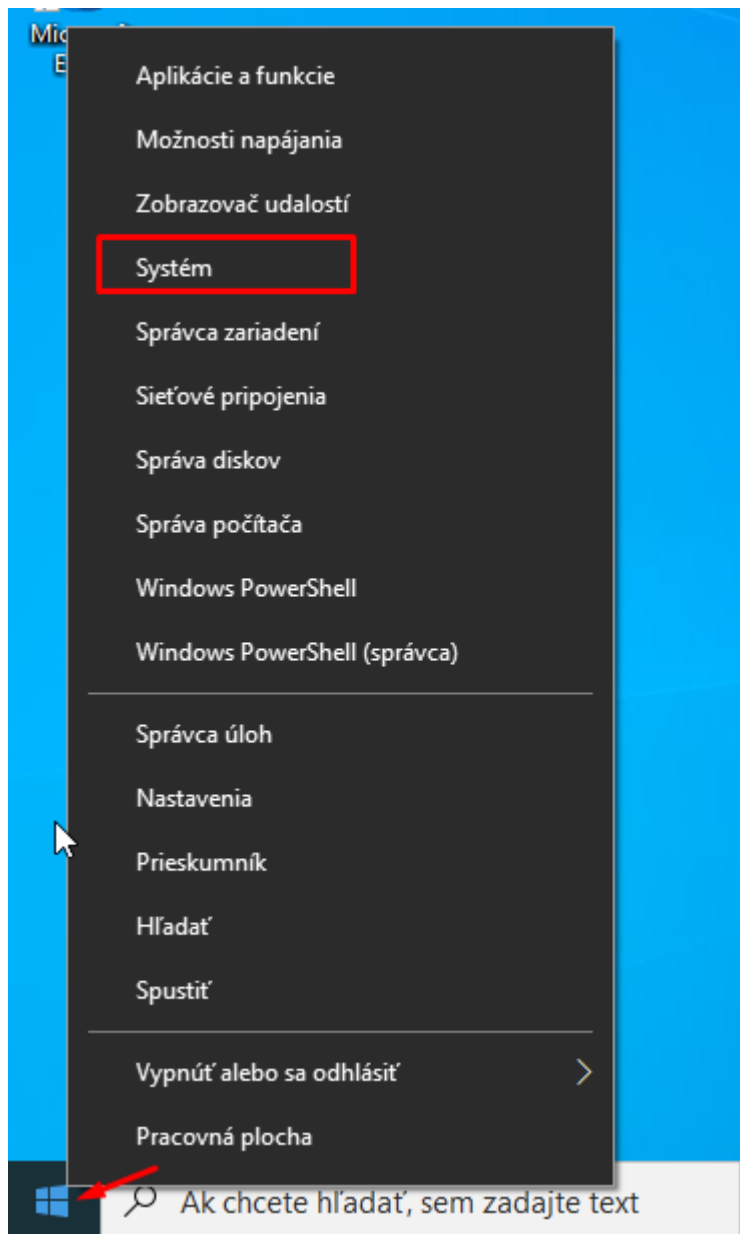 Aplikácie a funkcie
Možnosti napájania
Zobrazovač udalostí
Systém
Správca zariadení
Sieťové pripojenia
Správa diskov
Správa počítača
Windows PowerShell
Windows PowerShell (správca)
Správca úloh
Nastavenia
Prieskumník
Hľadať
Spustiť
Vypnúť alebo sa odhlásiť
Pracovná plocha
Ak chcete hľadať, sem zadajte text